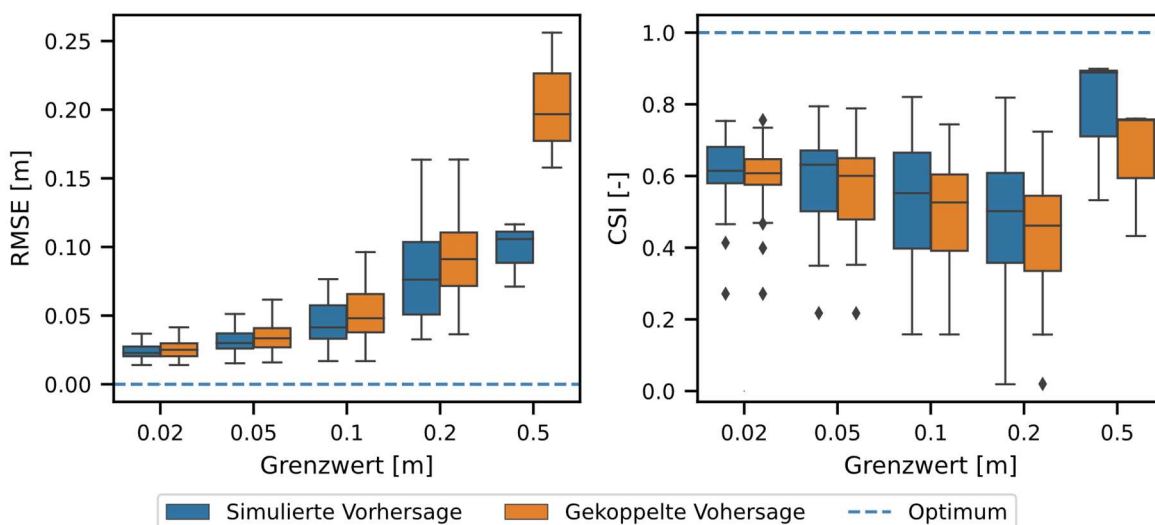 RMSE [m]
0.25
0.20
0.15
0.10
0.05
0.00
0.02 0.05 0.1 0.2 0.5
Grenzwert [m]
CSI [-]
1.0
0.8
0.6
0.4
0.2
0.0
0.02 0.05 0.1 0.2 0.5
Grenzwert [m]
Simulierte Vorhersage Gekoppelte Vohersage Optimum